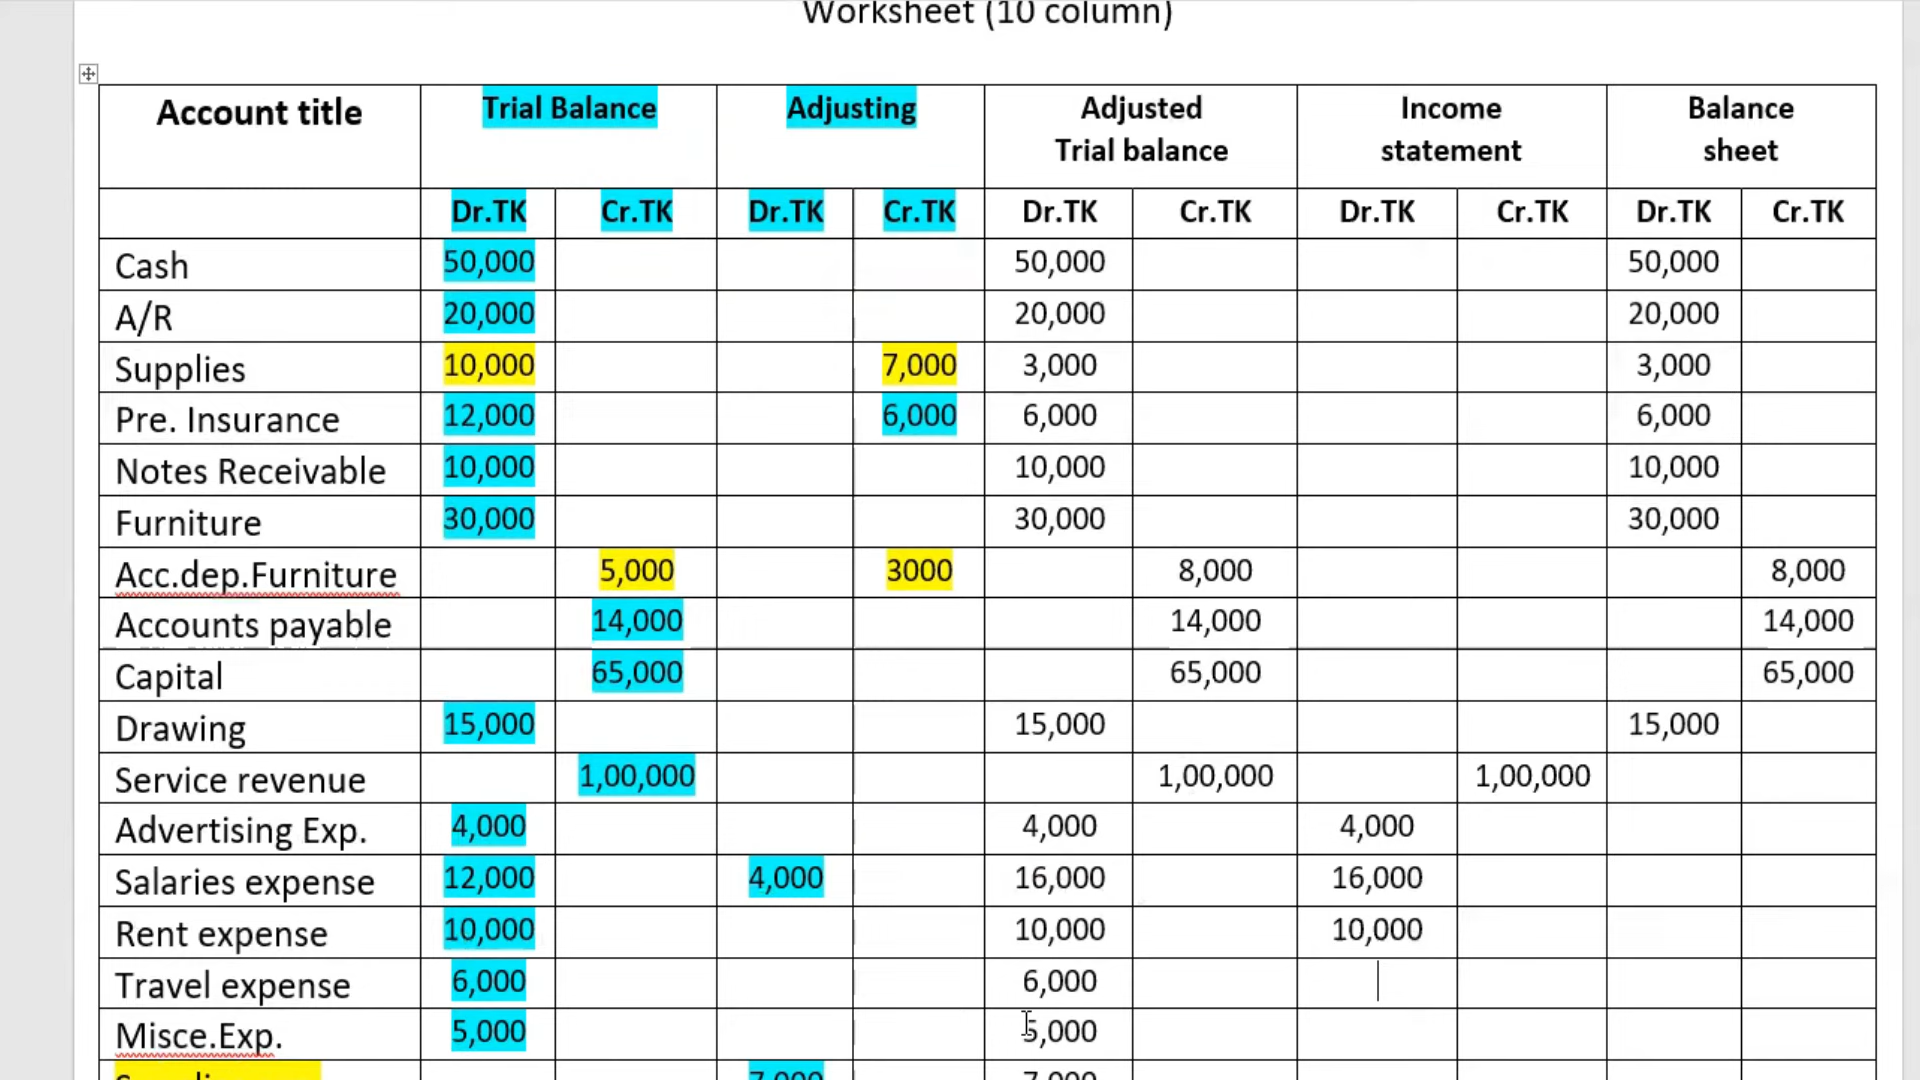 Worksheet (10 column)
Account title Trial Balance Adjusting Adjusted Trial balance Income statement Balance sheet
Dr.TK Cr.TK Dr.TK Cr.TK Dr.TK Cr.TK Dr.TK Cr.TK Dr.TK Cr.TK
Cash 50,000 50,000 50,000
A/R 20,000 20,000 20,000
Supplies 10,000 7,000 3,000 3,000
Pre. Insurance 12,000 6,000 6,000 6,000
Notes Receivable 10,000 10,000 10,000
Furniture 30,000 30,000 30,000
Acc.dep.Furniture 5,000 3000 8,000 8,000
Accounts payable 14,000 14,000 14,000
Capital 65,000 65,000 65,000
Drawing 15,000 15,000 15,000
Service revenue 1,00,000 1,00,000 1,00,000
Advertising Exp. 4,000 4,000 4,000
Salaries expense 12,000 4,000 16,000 16,000
Rent expense 10,000 10,000 10,000
Travel expense 6,000 6,000
Misce.Exp. 5,000 5,000
7,000 7,000